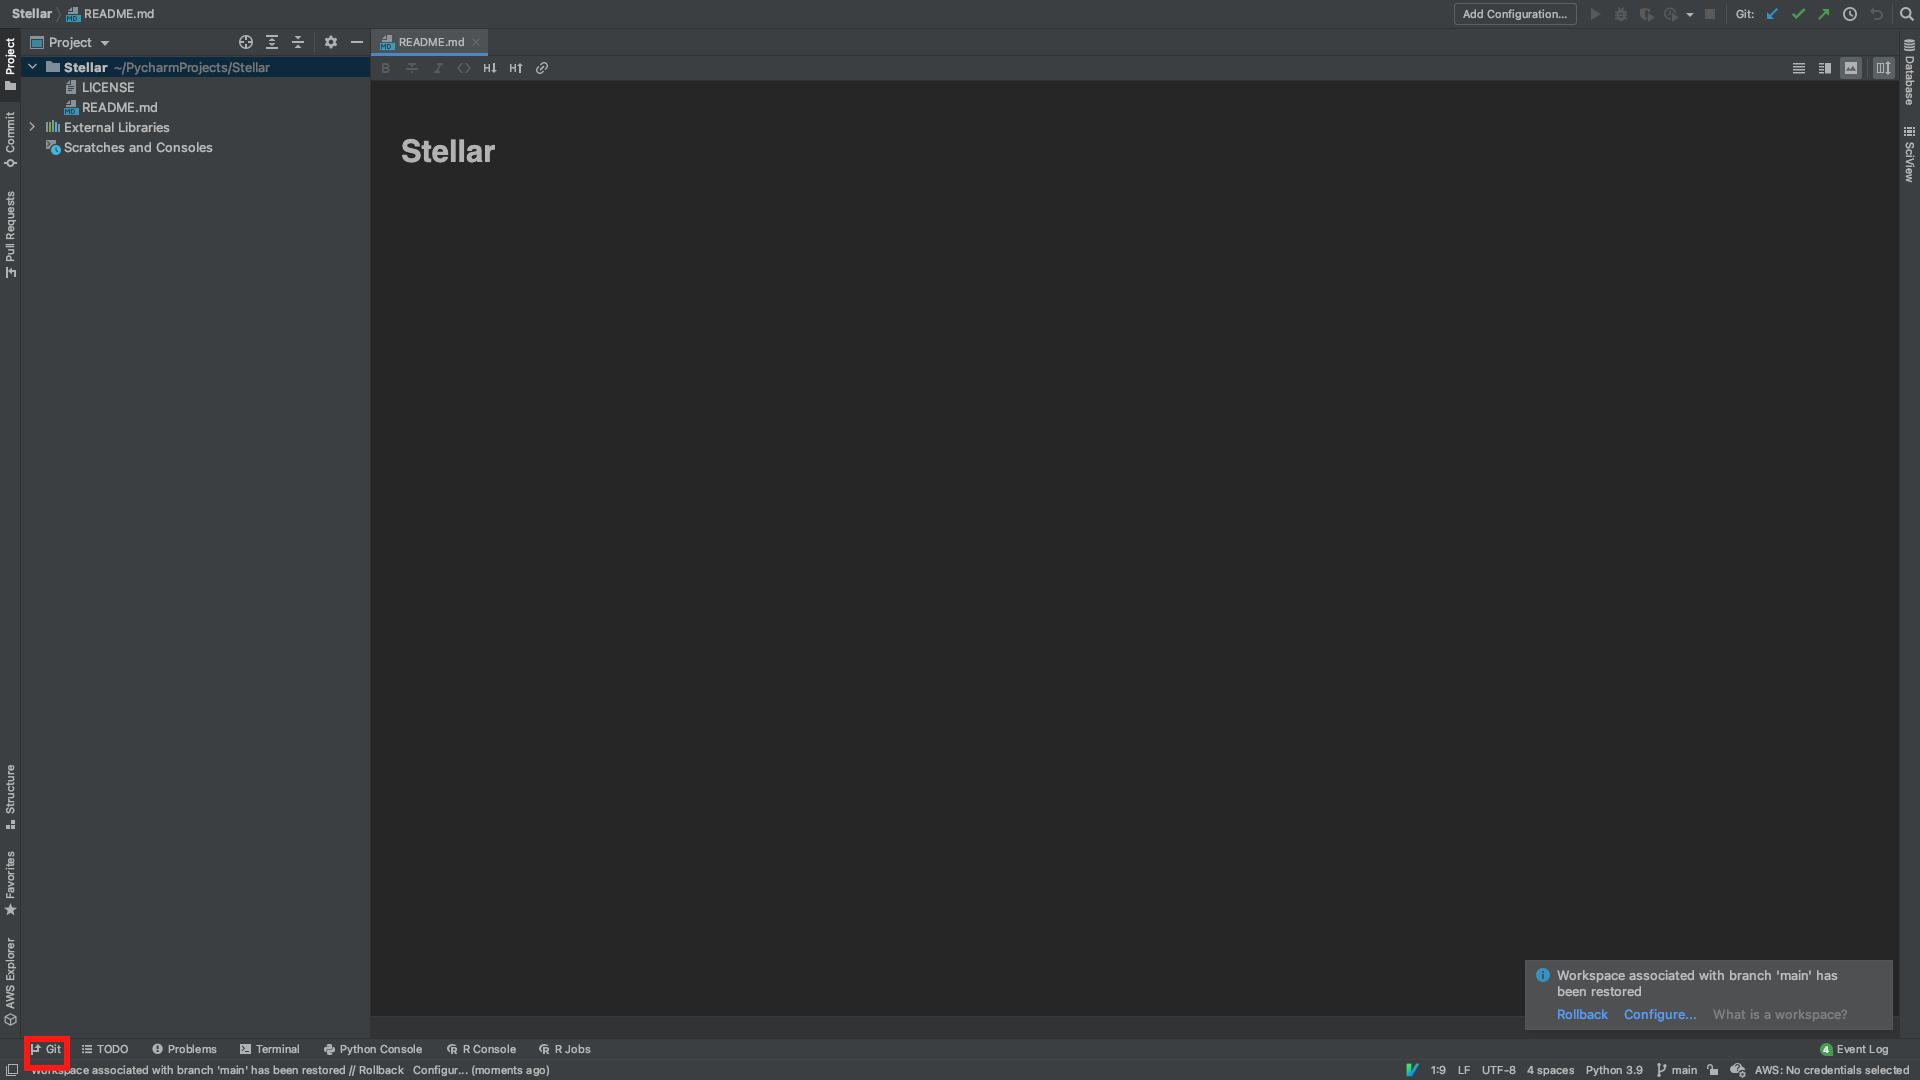 Stellar README.md
Add Configuration...
Git:
Project
README.md
Stellar ~/PycharmProjects/Stellar
LICENSE
README.md
External Libraries
Scratches and Consoles
Project
Commit
Pull Requests
Structure
Favorites
AWS Explorer
B I <> H↓ H↑
Stellar
Database
SciView
Workspace associated with branch 'main' has
been restored
Rollback Configure... What is a workspace?
Git TODO Problems Terminal Python Console R Console R Jobs
4 Event Log
Workspace associated with branch 'main' has been restored // Rollback Configur... (moments ago)
1:9 LF UTF-8 4 spaces Python 3.9 main AWS: No credentials selected